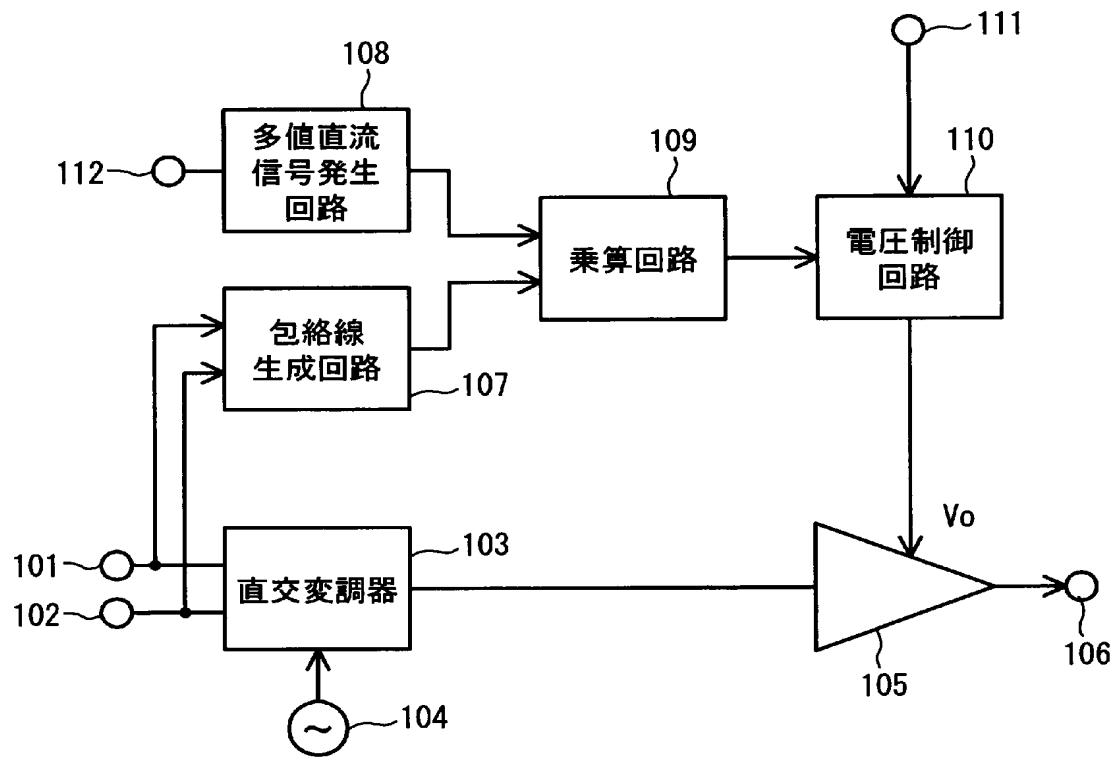 111
108
多値直流
信号発生
回路
112
109
乗算回路
110
電圧制御
回路
包絡線
生成回路
107
Vo
101
102
103
直交変調器
105
106
104
~